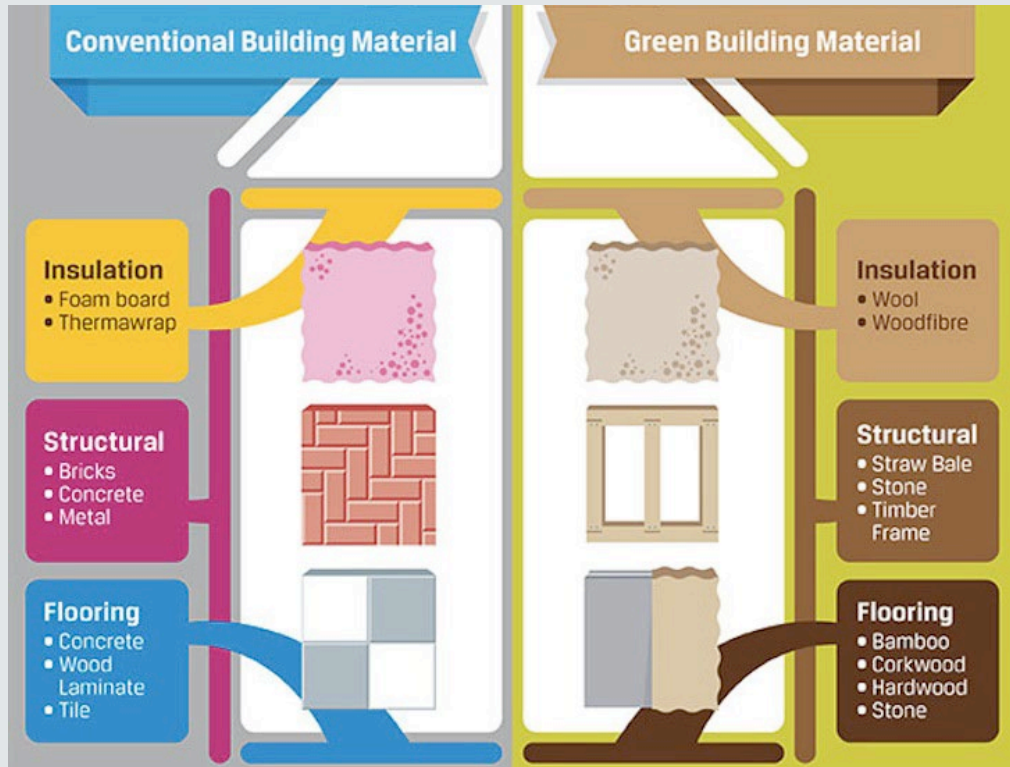 Conventional Building Material
Green Building Material
Insulation
• Foam board
• Thermawrap
Structural
• Bricks
• Concrete
• Metal
Flooring
• Concrete
• Wood
Laminate
• Tile
Insulation
• Wool
• Woodfibre
Structural
• Straw Bale
• Stone
• Timber
Frame
Flooring
• Bamboo
• Corkwood
• Hardwood
• Stone